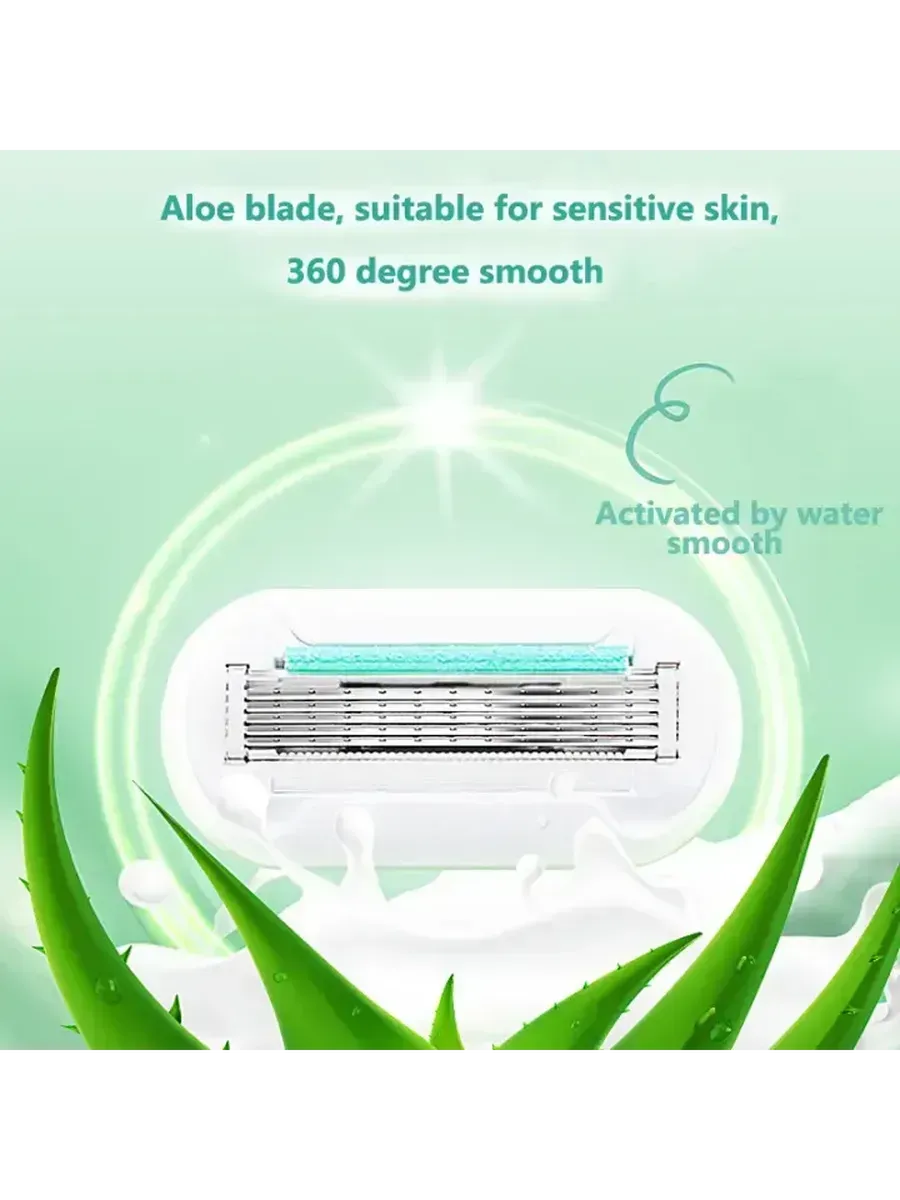 Aloe blade, suitable for sensitive skin,
360 degree smooth
Activated by water
smooth